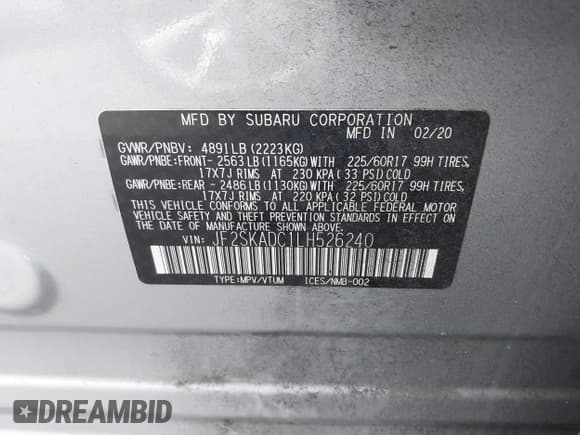 MFD BY SUBARU CORPORATION
MFD IN 02/20
GVWR/PNBV: 4891LB (2223KG)
GAWR/PNBE:FRONT- 2563LB(1165KG)WITH 225/60R17 99H TIRES,
17X7J RIMS AT 230 KPA ( 33 PSI) COLD
GAWR/PNBE:REAR - 2486LB(1130KG)WITH 225/60R17 99H TIRES,
17X7J RIMS AT 220 KPA ( 32 PSI) COLD
THIS VEHICLE CONFORMS TO ALL APPLICABLE FEDERAL MOTOR
VEHICLE SAFETY AND THEFT PREVENTION STANDARDS IN EFFECT ON
THE DATE OF MANUFACTURE SHOWN ABOVE.
VIN: JF2SKADC1LH526240
TYPE:MPV/VTUM ICES/NMB-002
DREAMBID